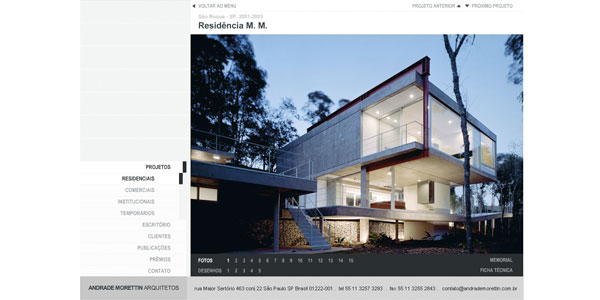 VOLTAR AO MENU
PROJETO ANTERIOR PRÓXIMO PROJETO
São Roque - SP, 2001-2003
Residência M. M.
PROJETOS
RESIDENCIAIS
COMERCIAIS
INSTITUCIONAIS
TEMPORÁRIOS
ESCRITÓRIO
CLIENTES
PUBLICAÇÕES
PRÊMIOS
CONTATO
FOTOS 1 2 3 4 5 6 7 8 9 10 11 12 13 14 15
MEMORIAL
DESENHOS 1 2 3 4 5
FICHA TÉCNICA
ANDRADE MORETTIN ARQUITETOS
rua Major Sertório 463 conj 22 São Paulo SP Brasil 01222-001 . tel 55 11 3257 3293 . fax 55 11 3255 2843 . contato@andrademorettin.com.br